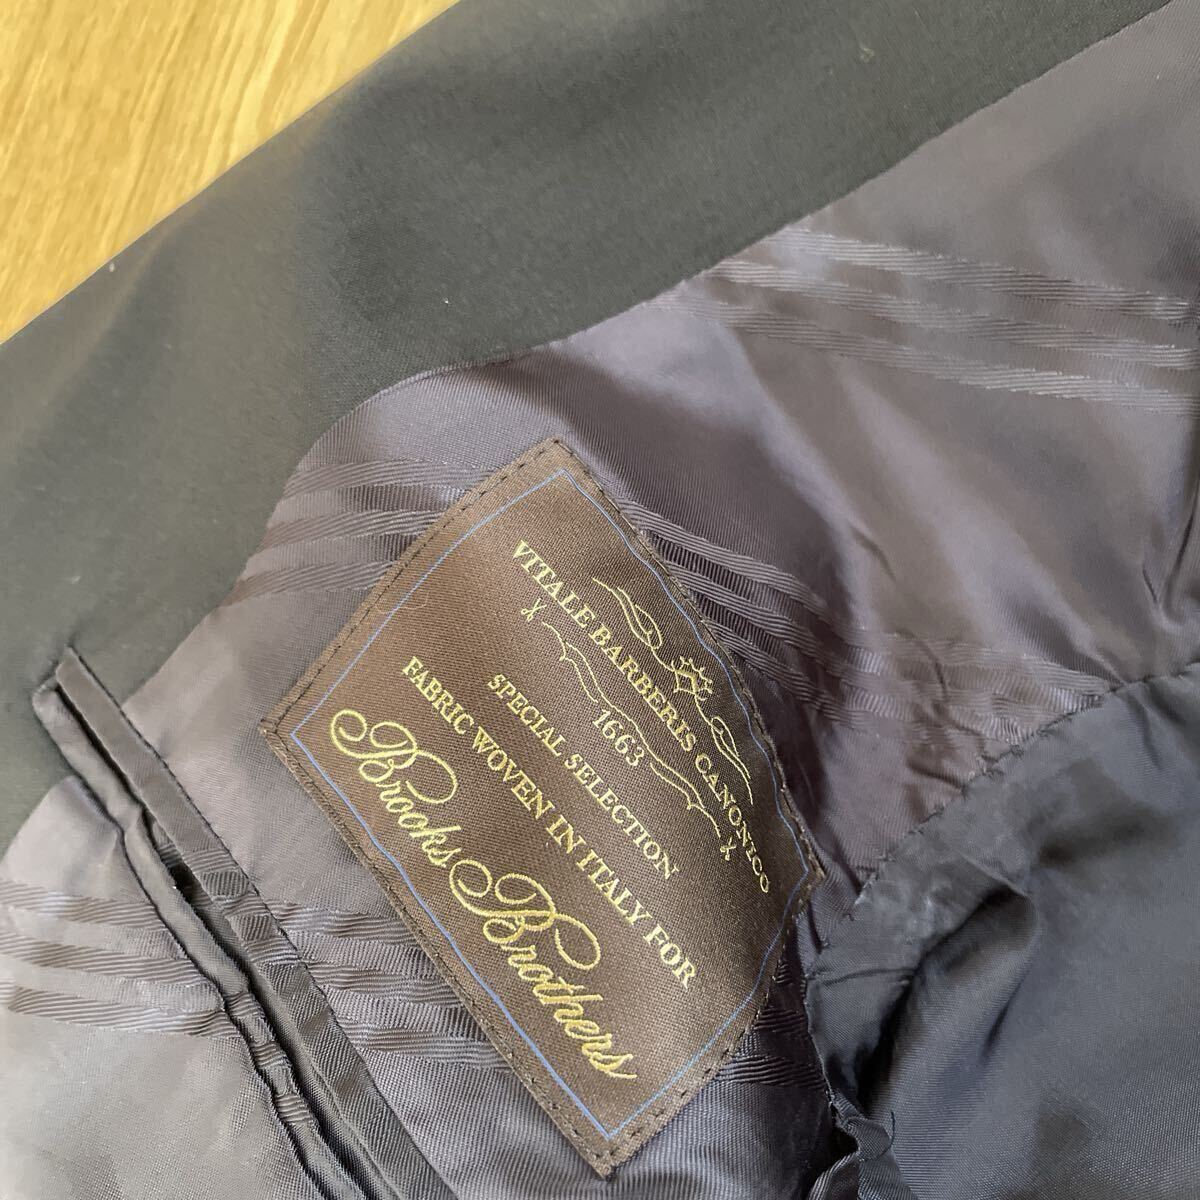 VITALE BARBERIS CANONICO
1663
SPECIAL SELECTION
FABRIC WOVEN IN ITALY FOR
Brooks Brothers